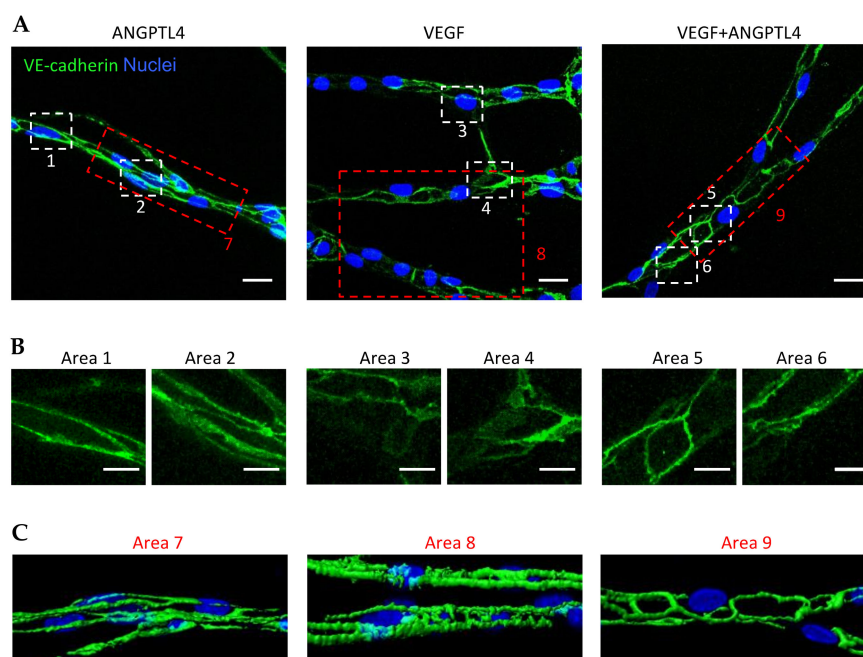 A
ANGPTL4
VEGF
VEGF+ANGPTL4
VE-cadherin Nuclei
1
2
7
3
4
8
5
6
9
B
Area 1
Area 2
Area 3
Area 4
Area 5
Area 6
C
Area 7
Area 8
Area 9